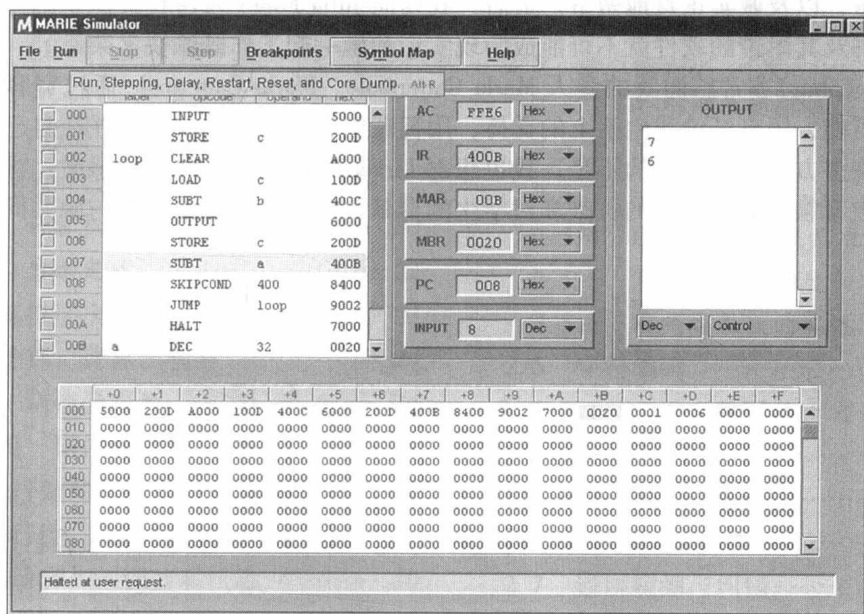 MARIE Simulator
File Run Stop Step Breakpoints Symbol Map Help
Run, Stepping, Delay, Restart, Reset, and Core Dump. Alt-R
label opcode operand hex
000 INPUT 5000
001 STORE c 200D
002 loop CLEAR A000
003 LOAD c 100D
004 SUBT b 400C
005 OUTPUT 6000
006 STORE c 200D
007 SUBT a 400B
008 SKIPCOND 400 8400
009 JUMP loop 9002
00A HALT 7000
00B a DEC 32 0020
AC FFE6 Hex
IR 400B Hex
MAR 00B Hex
MBR 0020 Hex
PC 008 Hex
INPUT 8 Dec
OUTPUT
7
6
Dec Control
+0 +1 +2 +3 +4 +5 +6 +7 +8 +9 +A +B +C +D +E +F
000 5000 200D A000 100D 400C 6000 200D 400B 8400 9002 7000 0020 0001 0006 0000 0000
010 0000 0000 0000 0000 0000 0000 0000 0000 0000 0000 0000 0000 0000 0000 0000 0000
020 0000 0000 0000 0000 0000 0000 0000 0000 0000 0000 0000 0000 0000 0000 0000 0000
030 0000 0000 0000 0000 0000 0000 0000 0000 0000 0000 0000 0000 0000 0000 0000 0000
040 0000 0000 0000 0000 0000 0000 0000 0000 0000 0000 0000 0000 0000 0000 0000 0000
050 0000 0000 0000 0000 0000 0000 0000 0000 0000 0000 0000 0000 0000 0000 0000 0000
060 0000 0000 0000 0000 0000 0000 0000 0000 0000 0000 0000 0000 0000 0000 0000 0000
070 0000 0000 0000 0000 0000 0000 0000 0000 0000 0000 0000 0000 0000 0000 0000 0000
080 0000 0000 0000 0000 0000 0000 0000 0000 0000 0000 0000 0000 0000 0000 0000 0000
Halted at user request.